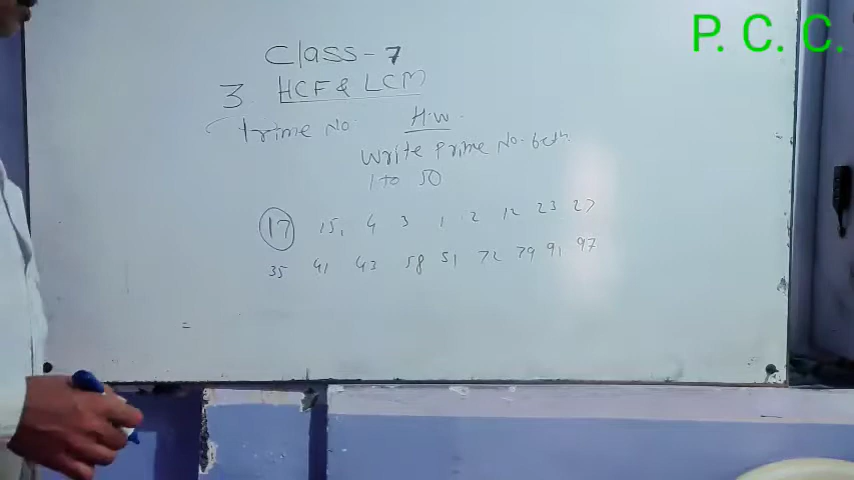 P. C. C.
Class-7
3. HCF & LCM
Prime No. H.W.
Write Prime No. betn
1 to 50
17 15, 4 3 1 2 12 23 27
35 41 43 58 51 72 79 91 97
=